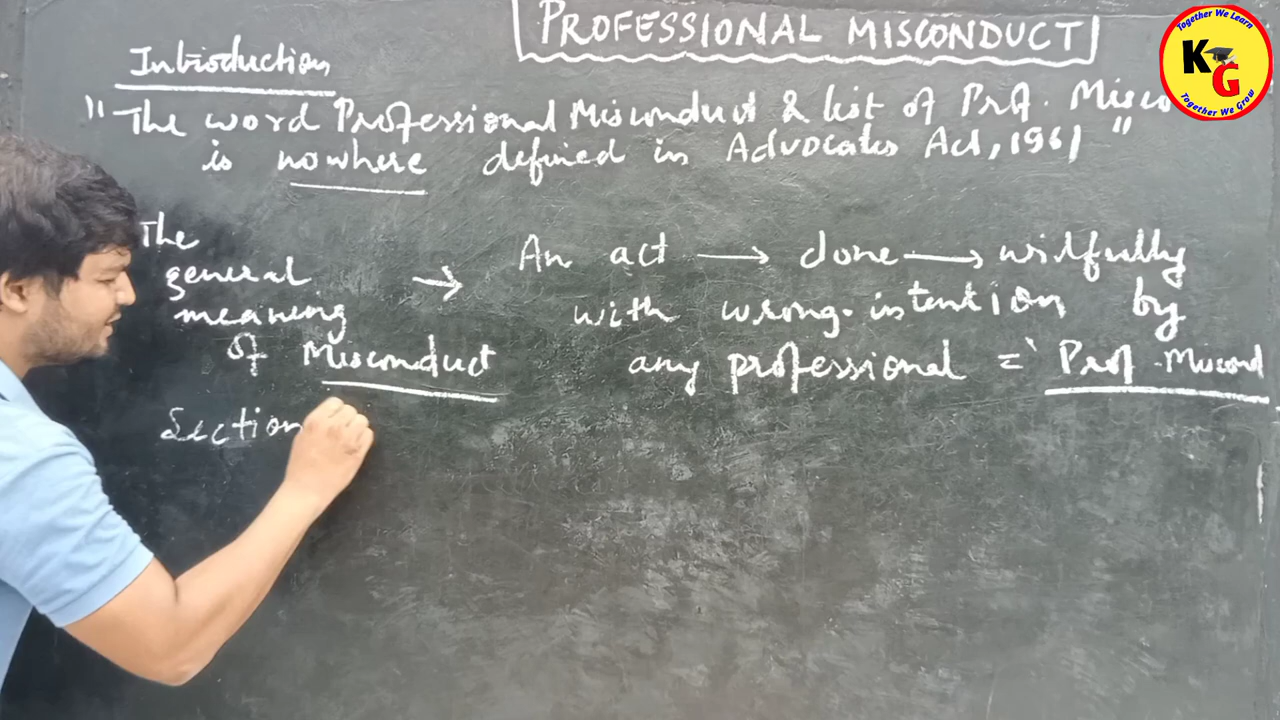 PROFESSIONAL MISCONDUCT
Introduction
"The word Professional Misconduct & list of Prof. Misco
is nowhere defined in Advocates Act, 1961"
The
general
meaning
of Misconduct
→ An act → done → wilfully
with wrong intention by
any professional = 'Prof. Miscond
Section
Together We Learn
KG
Together We Grow